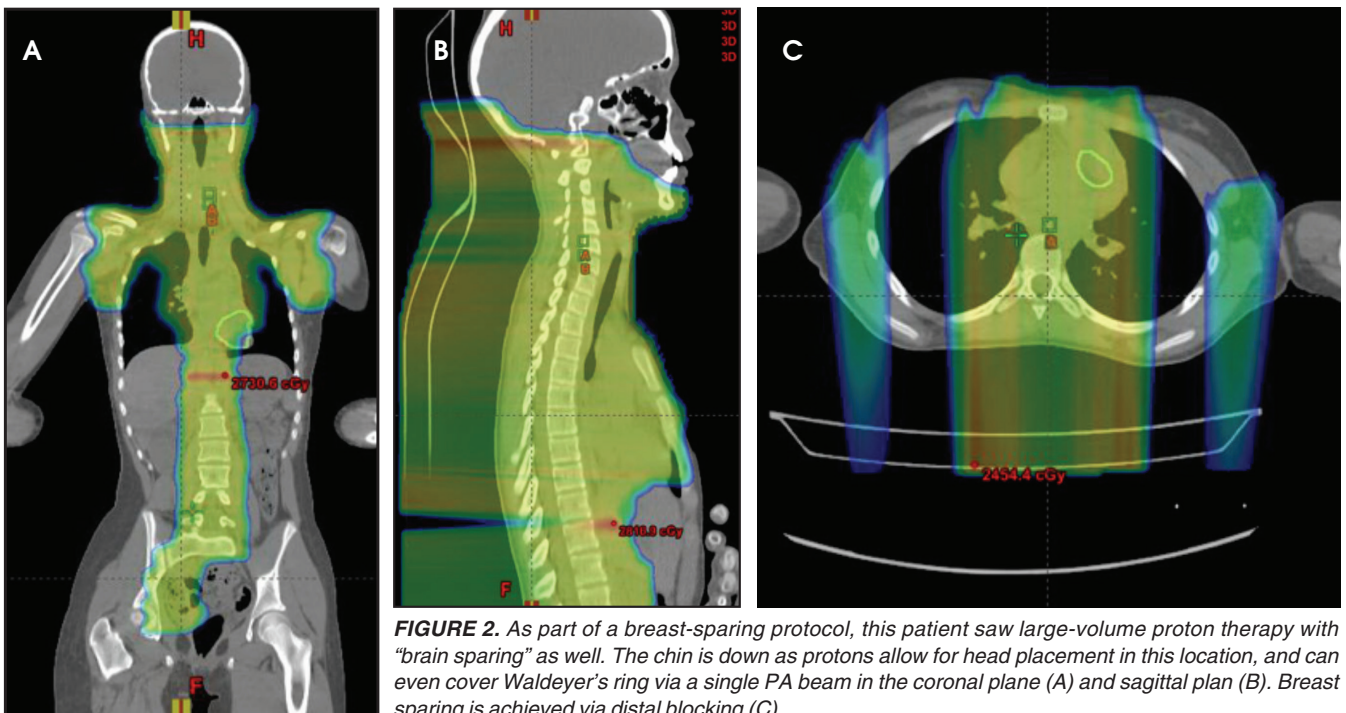 A
H
A
B
2730.6 cGy
F
B
H
3D
3D
3D
3D
A
B
F
C
A
2454.4 cGy
FIGURE 2. As part of a breast-sparing protocol, this patient saw large-volume proton therapy with
“brain sparing” as well. The chin is down as protons allow for head placement in this location, and can
even cover Waldeyer’s ring via a single PA beam in the coronal plane (A) and sagittal plan (B). Breast
sparing is achieved via distal blocking (C).